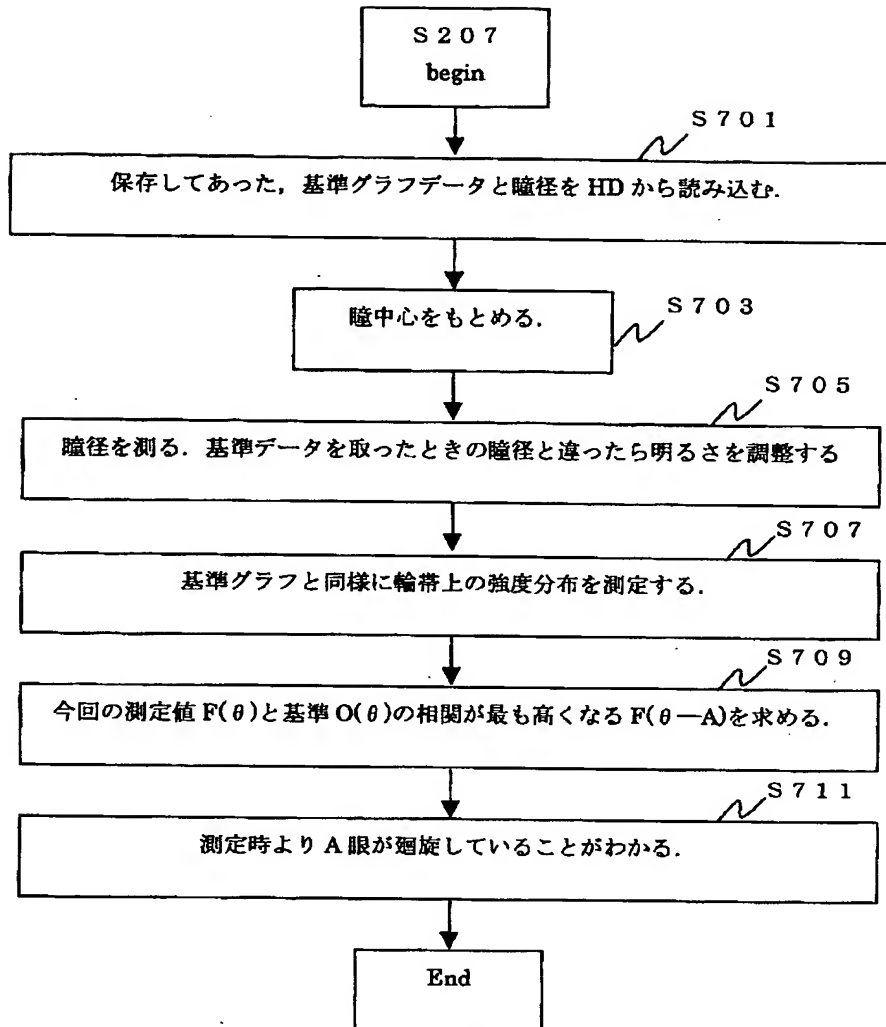 Ｓ２０７
begin
Ｓ７０１
保存してあった，基準グラフデータと瞳径を HD から読み込む．
瞳中心をもとめる．
Ｓ７０３
Ｓ７０５
瞳径を測る．基準データを取ったときの瞳径と違ったら明るさを調整する
Ｓ７０７
基準グラフと同様に輪帯上の強度分布を測定する．
Ｓ７０９
今回の測定値 F(θ)と基準 O(θ)の相関が最も高くなる F(θ―A)を求める．
Ｓ７１１
測定時より A 眼が廻旋していることがわかる．
End